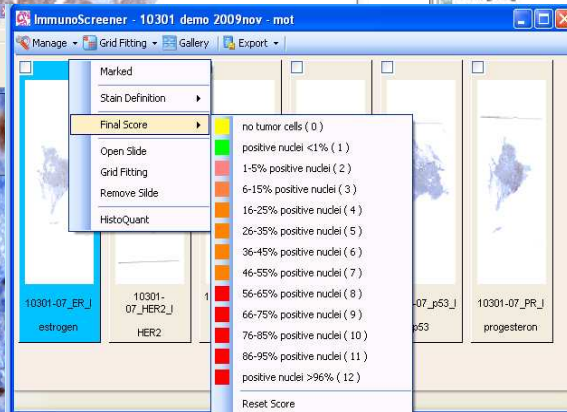 ImmunoScreener - 10301 demo 2009nov - mot
Manage Grid Fitting Gallery Export
Marked
Stain Definition
Final Score
Open Slide
Grid Fitting
Remove Silde
HistoQuant
no tumor cells ( 0 )
positive nuclei <1% ( 1 )
1-5% positive nuclei ( 2 )
6-15% positive nuclei ( 3 )
16-25% positive nuclei ( 4 )
26-35% positive nuclei ( 5 )
36-45% positive nuclei ( 6 )
46-55% positive nuclei ( 7 )
56-65% positive nuclei ( 8 )
66-75% positive nuclei ( 9 )
76-85% positive nuclei ( 10 )
86-95% positive nuclei ( 11 )
positive nuclei >96% ( 12 )
Reset Score
10301-07_ER_I
estrogen
10301-
07_HER2_I
HER2
-07_p53_I
p53
10301-07_PR_I
progesteron